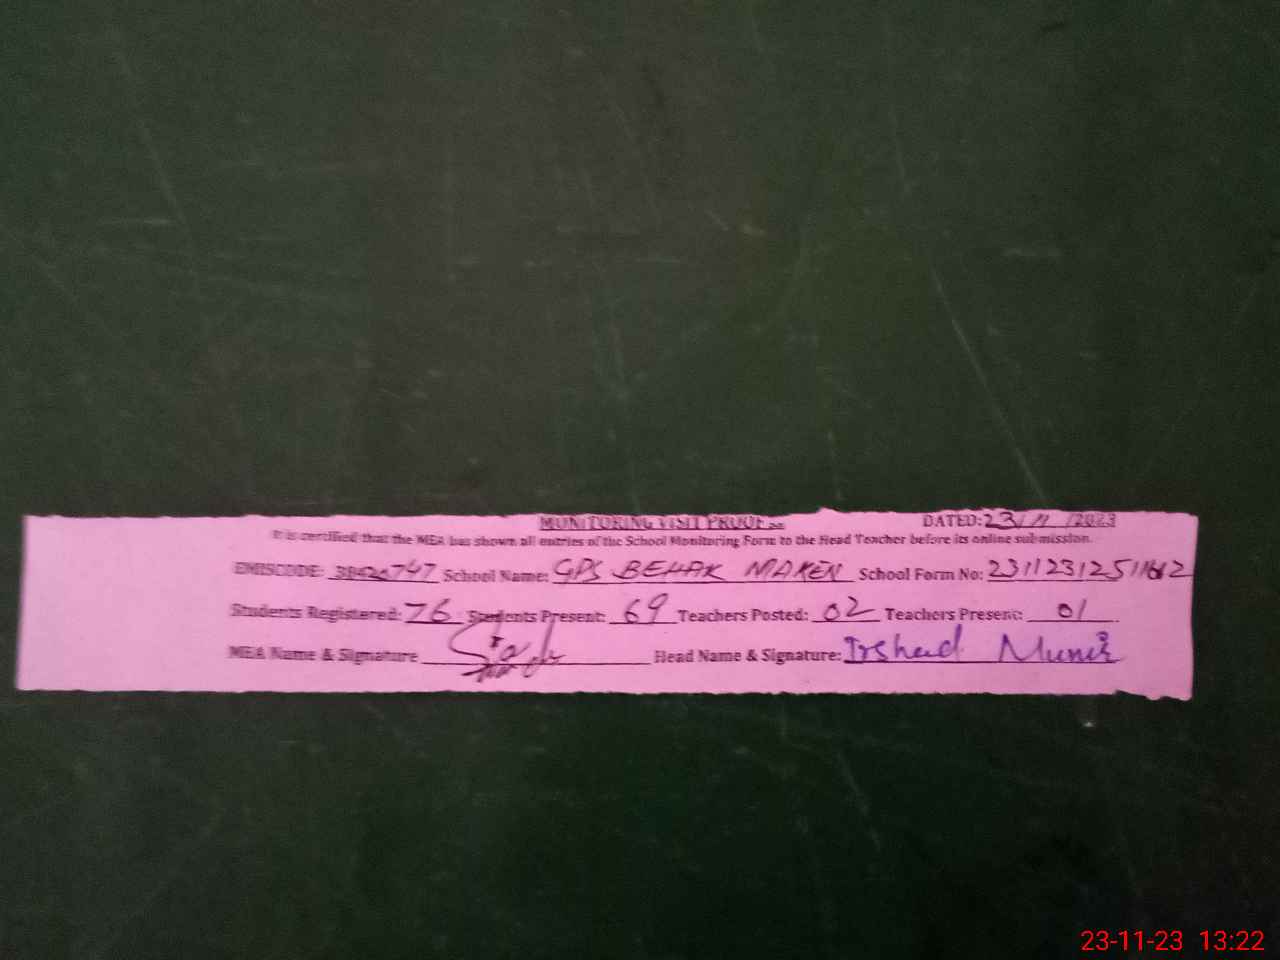 MONITORING VISIT PROOF DATED: 23/11/2023
It is certified that the MEA has shown all entries of the School Monitoring Form to the Head Teacher before its online submission.
EMISCODE: School Name: GPS BEHAK MAKEN School Form No:
Students Registered: 76 Students Present: 69 Teachers Posted: 02 Teachers Present: 01
MEA Name & Signature Head Name & Signature: Irshad Munir
23-11-23 13:22